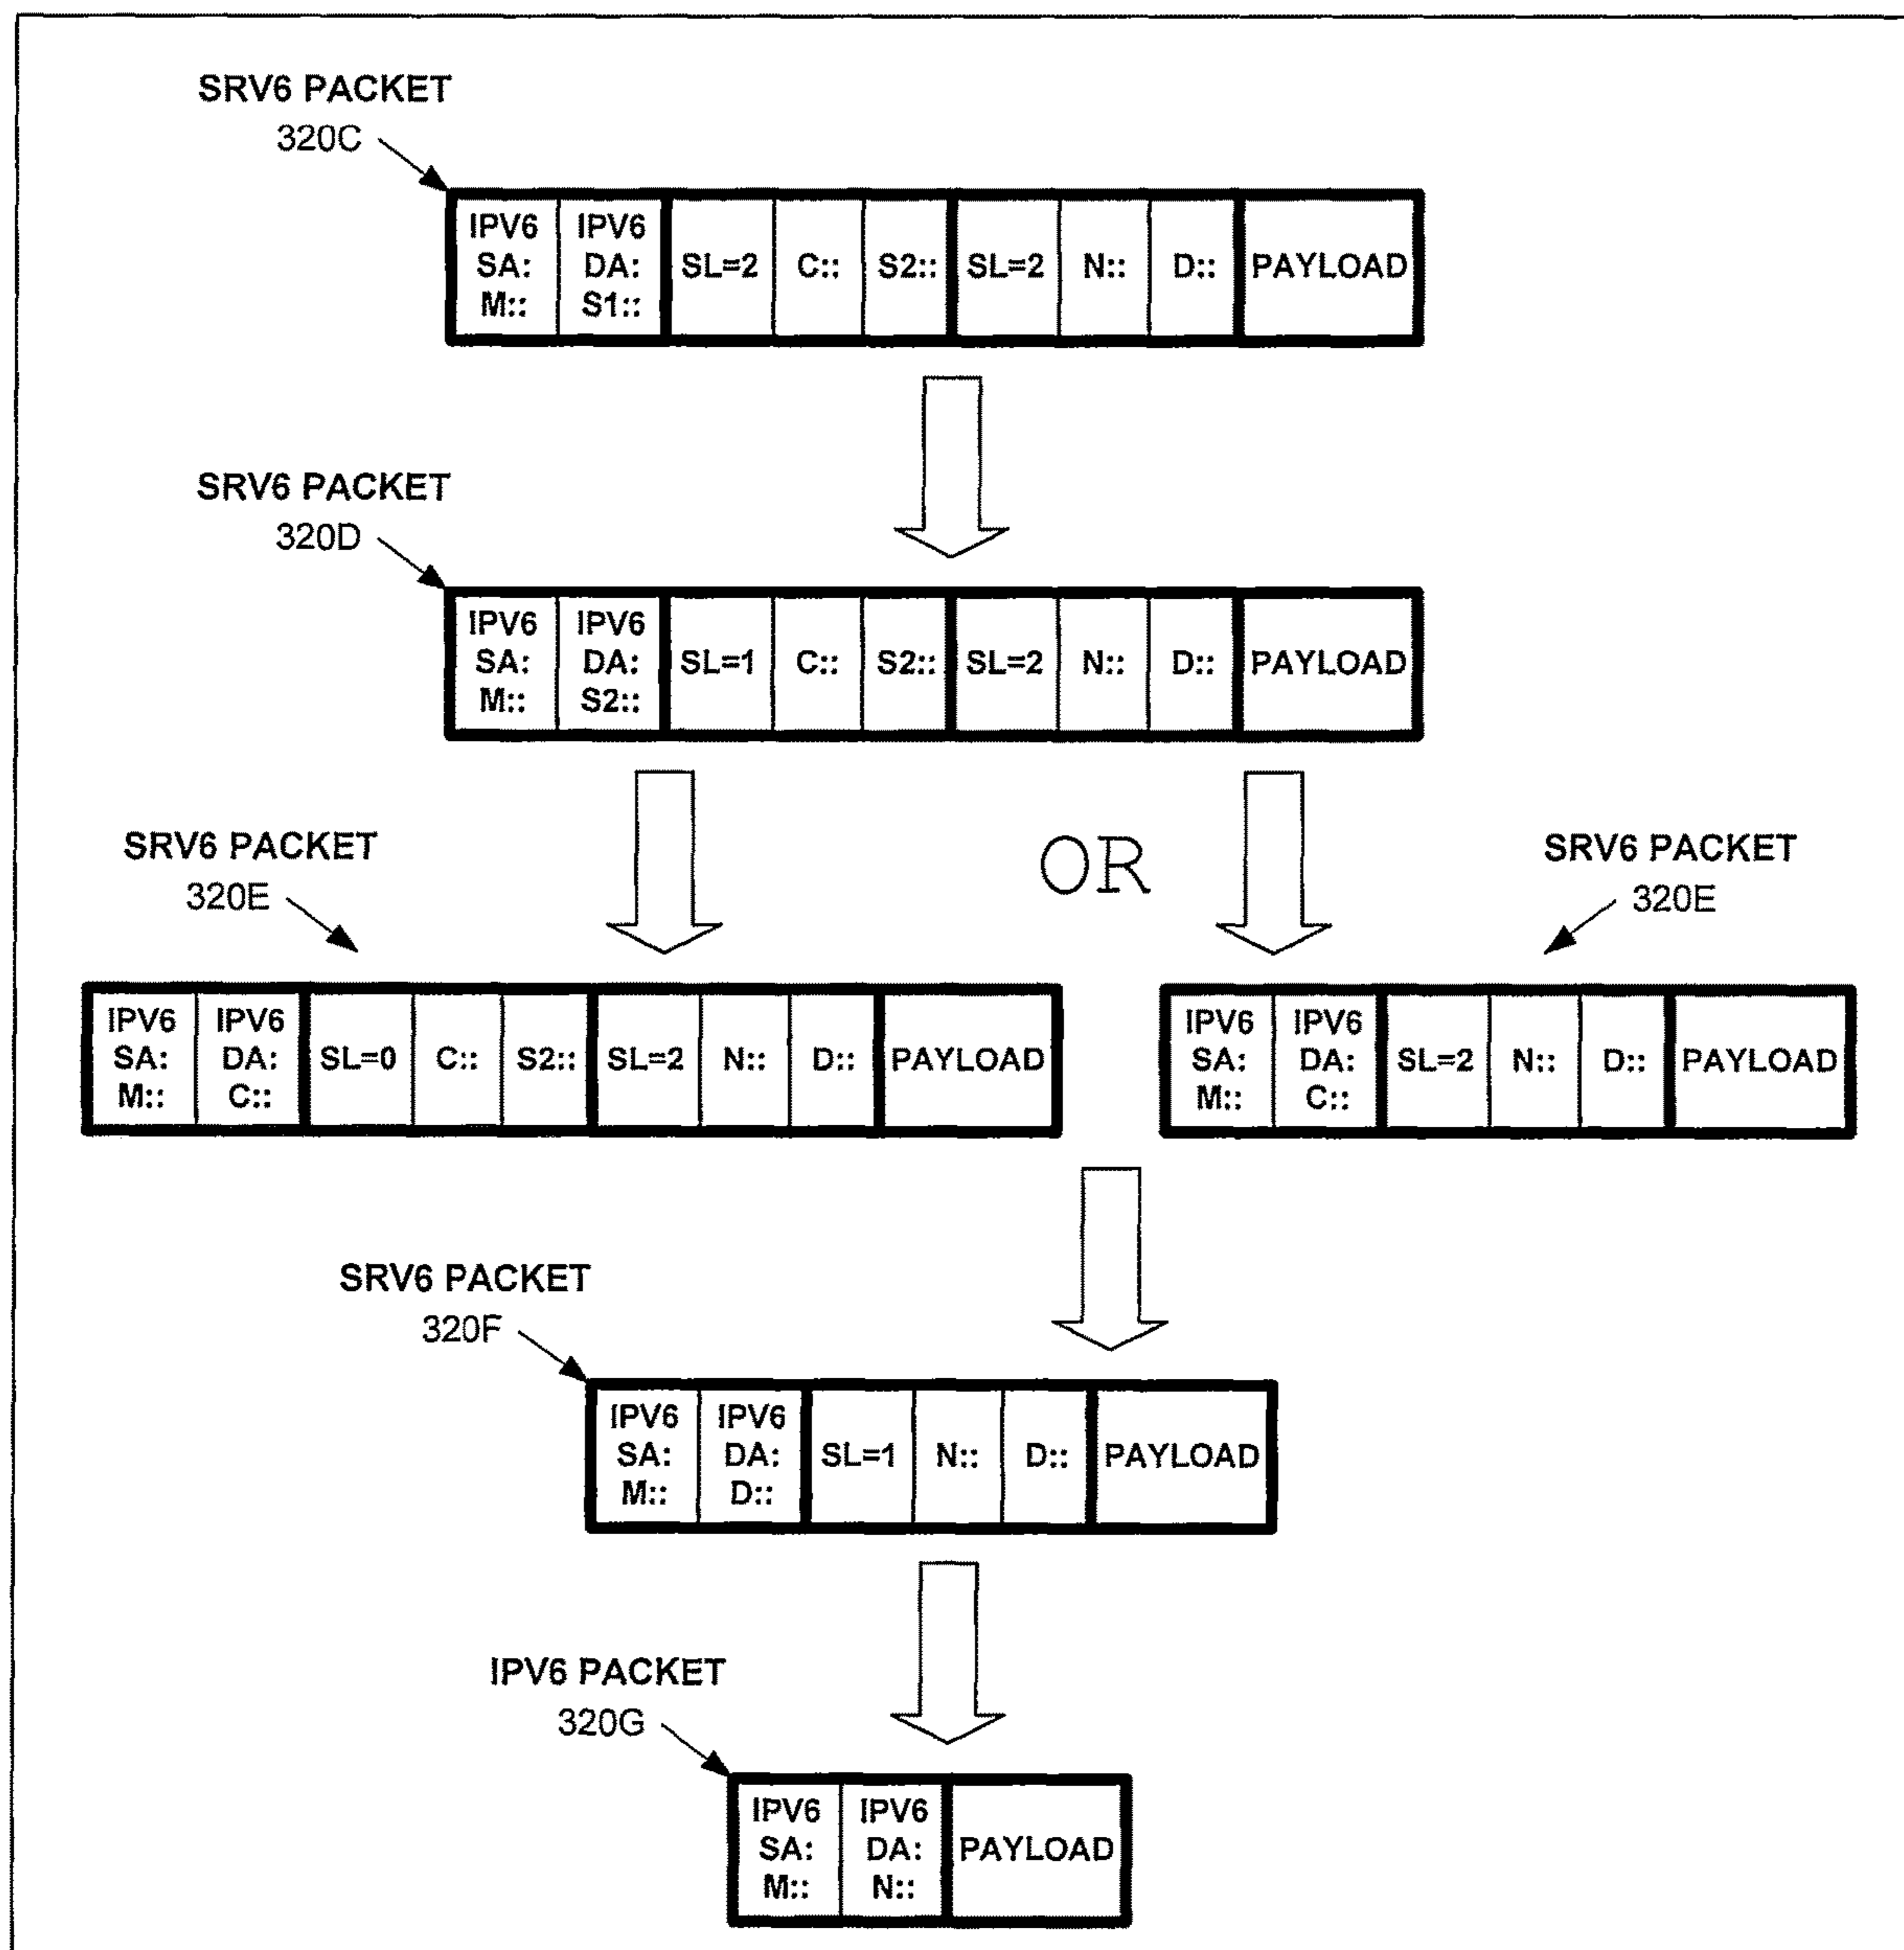 SRV6 PACKET
320C
IPV6 SA: M::
IPV6 DA: S1::
SL=2
C::
S2::
SL=2
N::
D::
PAYLOAD
SRV6 PACKET
320D
IPV6 SA: M::
IPV6 DA: S2::
SL=1
C::
S2::
SL=2
N::
D::
PAYLOAD
OR
SRV6 PACKET
320E
IPV6 SA: M::
IPV6 DA: C::
SL=0
C::
S2::
SL=2
N::
D::
PAYLOAD
SRV6 PACKET
320E
IPV6 SA: M::
IPV6 DA: C::
SL=2
N::
D::
PAYLOAD
SRV6 PACKET
320F
IPV6 SA: M::
IPV6 DA: D::
SL=1
N::
D::
PAYLOAD
IPV6 PACKET
320G
IPV6 SA: M::
IPV6 DA: N::
PAYLOAD